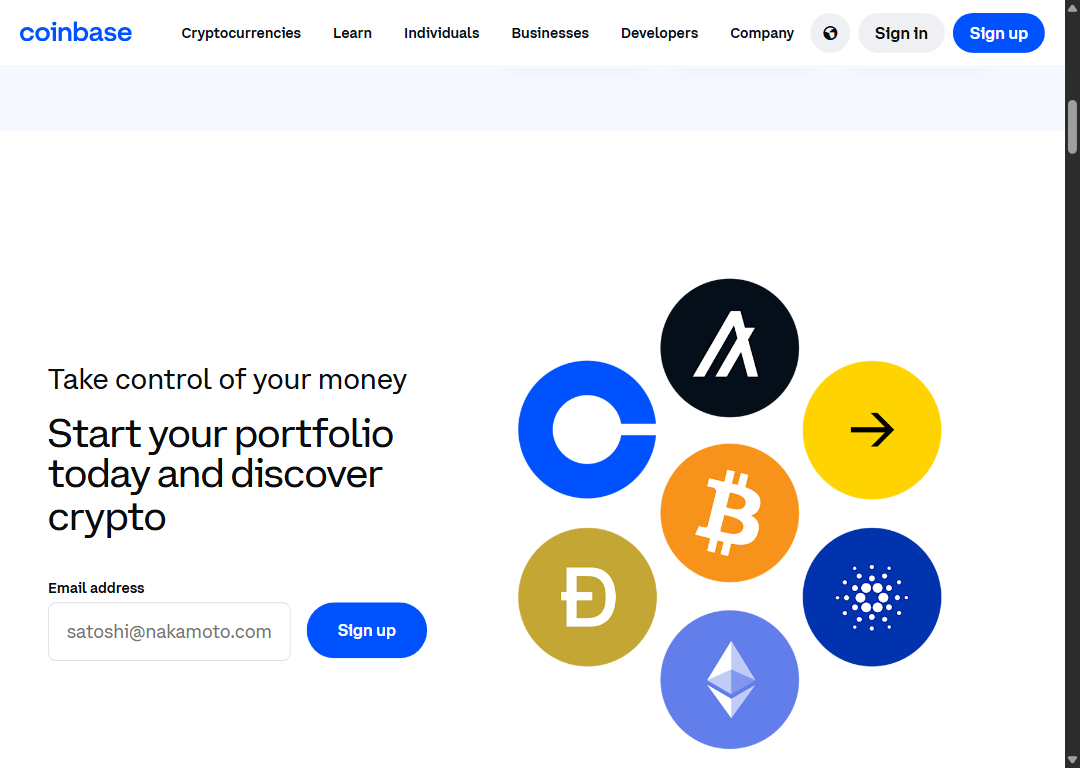 coinbase
Cryptocurrencies
Learn
Individuals
Businesses
Developers
Company
Sign in
Sign up
Take control of your money
Start your portfolio
today and discover
crypto
Email address
satoshi@nakamoto.com
Sign up